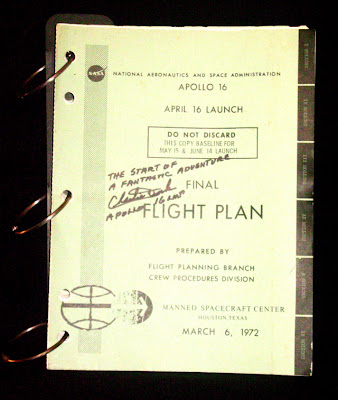 NASA
NATIONAL AERONAUTICS AND SPACE ADMINISTRATION
APOLLO 16
APRIL 16 LAUNCH
DO NOT DISCARD
THIS COPY BASELINE FOR
MAY 15 & JUNE 14 LAUNCH
THE START OF
A FANTASTIC ADVENTURE
APOLLO 16 LMP
FINAL
FLIGHT PLAN
PREPARED BY
FLIGHT PLANNING BRANCH
CREW PROCEDURES DIVISION
MANNED SPACECRAFT CENTER
HOUSTON, TEXAS
MARCH 6, 1972